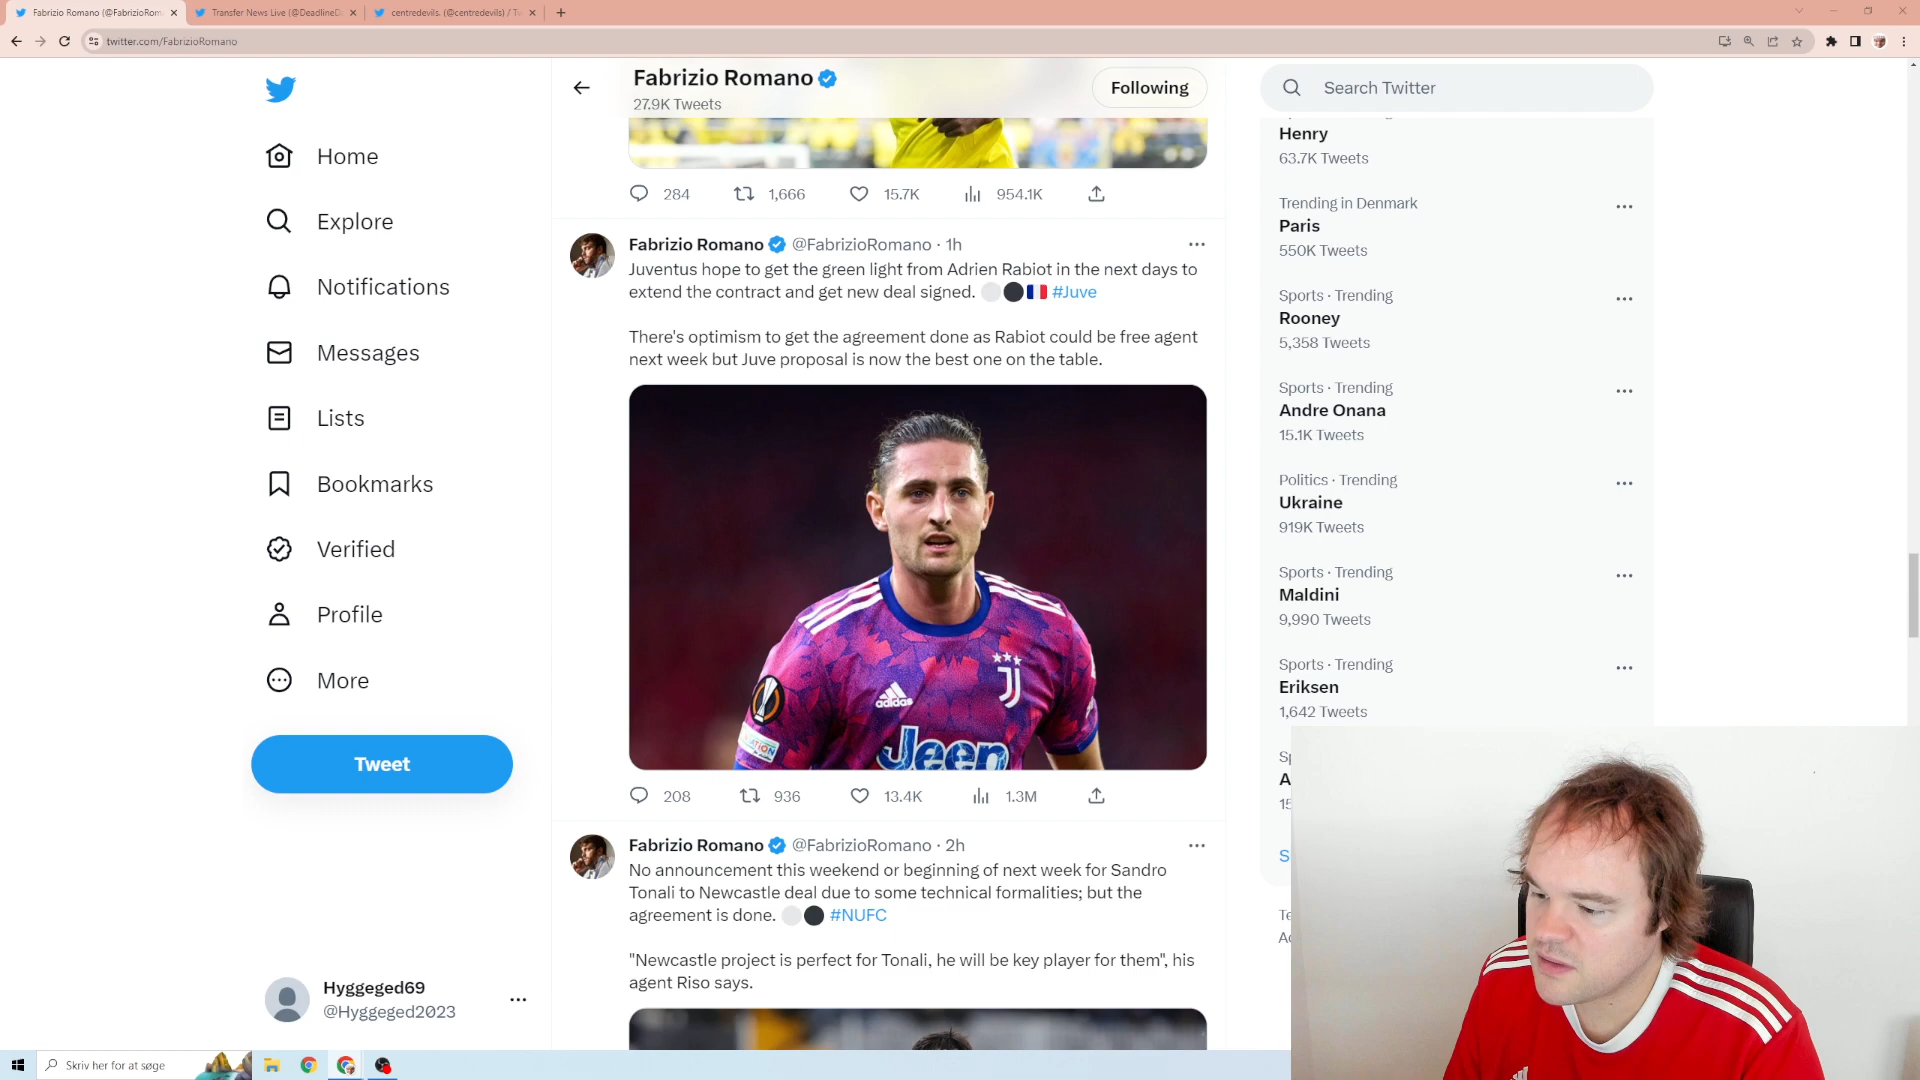 Fabrizio Romano (@FabrizioRom
Transfer News Live (@DeadlineD
centredevils. (@centredevils) / Tw
twitter.com/FabrizioRomano
Fabrizio Romano
27.9K Tweets
Following
Search Twitter
Home
Explore
Notifications
Messages
Lists
Bookmarks
Verified
Profile
More
Tweet
Hyggeged69
@Hyggeged2023
284 1,666 15.7K 954.1K
Fabrizio Romano @FabrizioRomano · 1h
Juventus hope to get the green light from Adrien Rabiot in the next days to
extend the contract and get new deal signed. ⚪⚫🇫🇷 #Juve
There's optimism to get the agreement done as Rabiot could be free agent
next week but Juve proposal is now the best one on the table.
adidas
Jeep
208 936 13.4K 1.3M
Fabrizio Romano @FabrizioRomano · 2h
No announcement this weekend or beginning of next week for Sandro
Tonali to Newcastle deal due to some technical formalities; but the
agreement is done. ⚪⚫ #NUFC
"Newcastle project is perfect for Tonali, he will be key player for them", his
agent Riso says.
Henry
63.7K Tweets
Trending in Denmark
Paris
550K Tweets
Sports · Trending
Rooney
5,358 Tweets
Sports · Trending
Andre Onana
15.1K Tweets
Politics · Trending
Ukraine
919K Tweets
Sports · Trending
Maldini
9,990 Tweets
Sports · Trending
Eriksen
1,642 Tweets
Skriv her for at søge